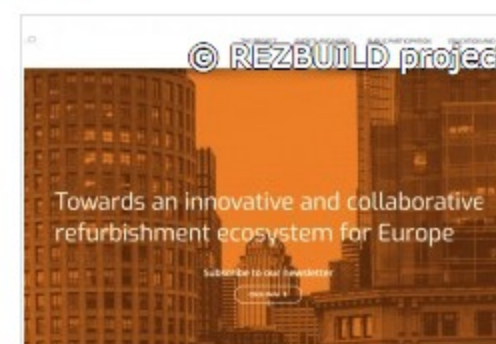 © REZBUILD projec
Towards an innovative and collaborative
refurbishment ecosystem for Europe
Subscribe to our newsletter